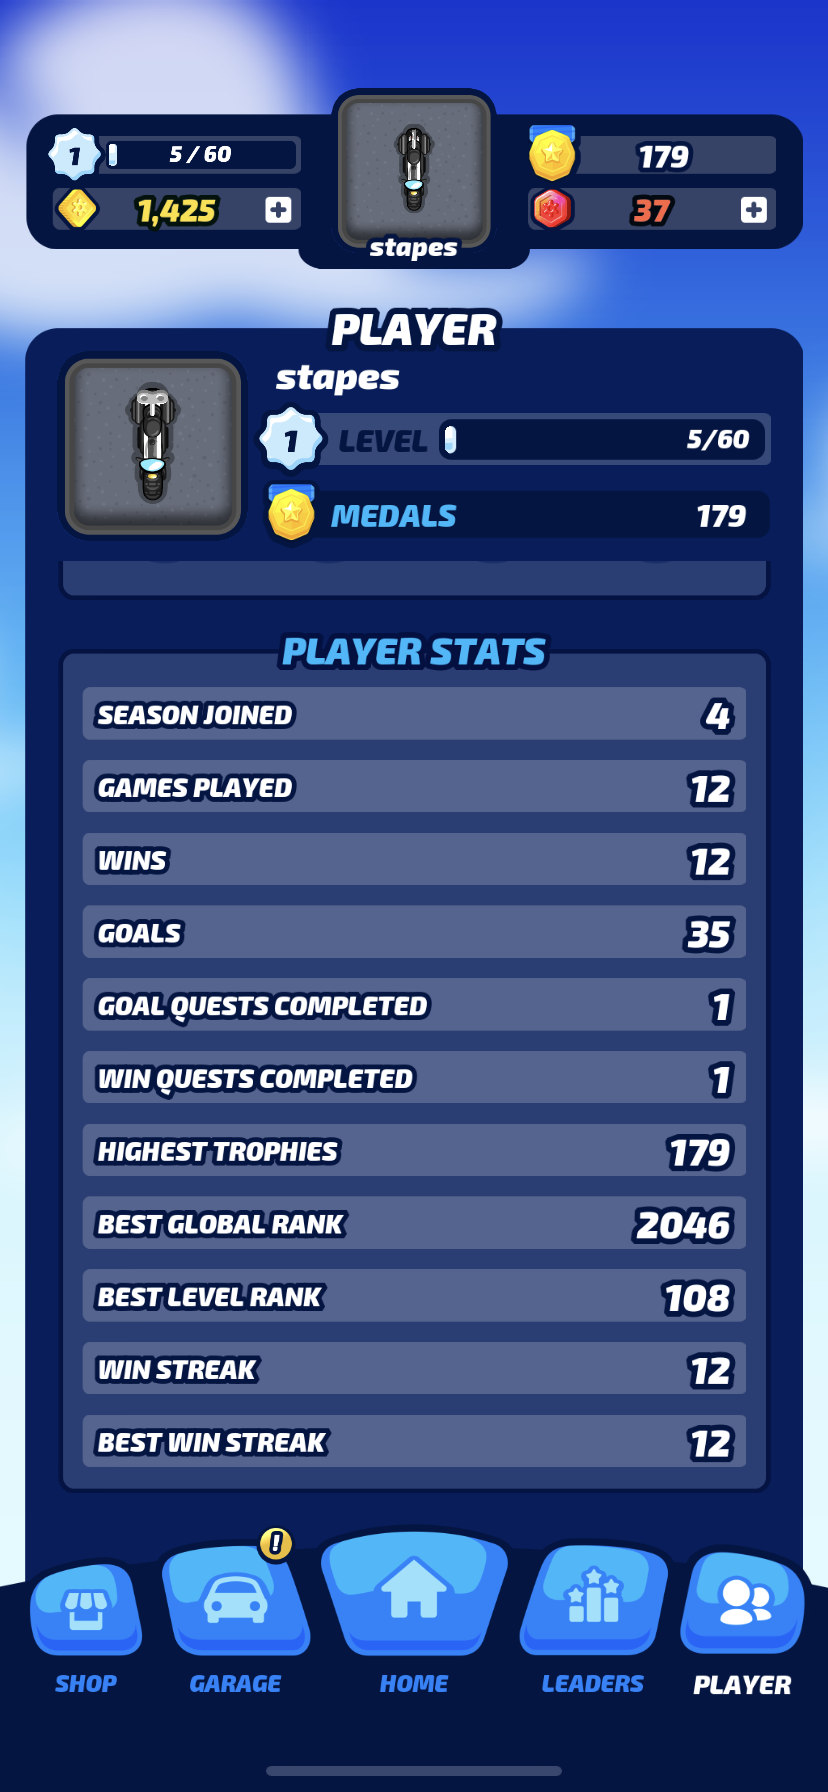 1
5 / 60
179
1,425
37
stapes
PLAYER
stapes
1
LEVEL
5/60
MEDALS
179
PLAYER STATS
SEASON JOINED 4
GAMES PLAYED 12
WINS 12
GOALS 35
GOAL QUESTS COMPLETED 1
WIN QUESTS COMPLETED 1
HIGHEST TROPHIES 179
BEST GLOBAL RANK 2046
BEST LEVEL RANK 108
WIN STREAK 12
BEST WIN STREAK 12
!
SHOP
GARAGE
HOME
LEADERS
PLAYER